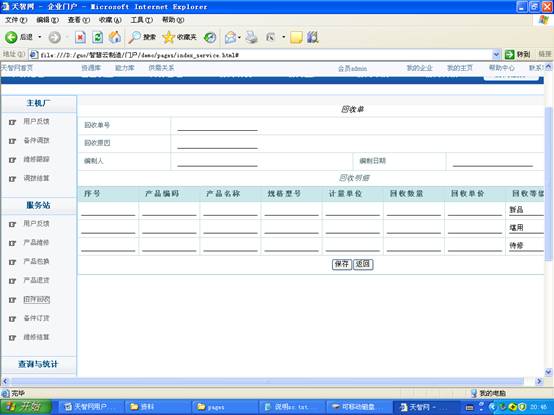 天智网 - 企业门户 - Microsoft Internet Explorer
文件(F) 编辑(E) 查看(V) 收藏(A) 工具(T) 帮助(H)
后退 搜索 收藏夹
地址(D) file:///D:/guo/智慧云制造/门户/demo/pages/index_service.html# 转到 链接
天智网首页 资源库 能力库 供需关系 会员admin 我的企业 我的主页 帮助中心 联系
主机厂
用户反馈
备件调拨
维修跟踪
调拨结算
服务站
用户反馈
产品维修
产品包换
产品退货
旧件回收
备件订货
维修结算
查询与统计
回收单
回收单号
回收原因
编制人 编制日期
回收明细
序号 产品编码 产品名称 规格型号 计量单位 回收数量 回收单价 回收等级
新品
堪用
待修
保存 返回
完毕 我的电脑
开始 天智网用户... 资料 pages 说明zc.txt... 可移动磁盘... 天智网 - ... 20:48